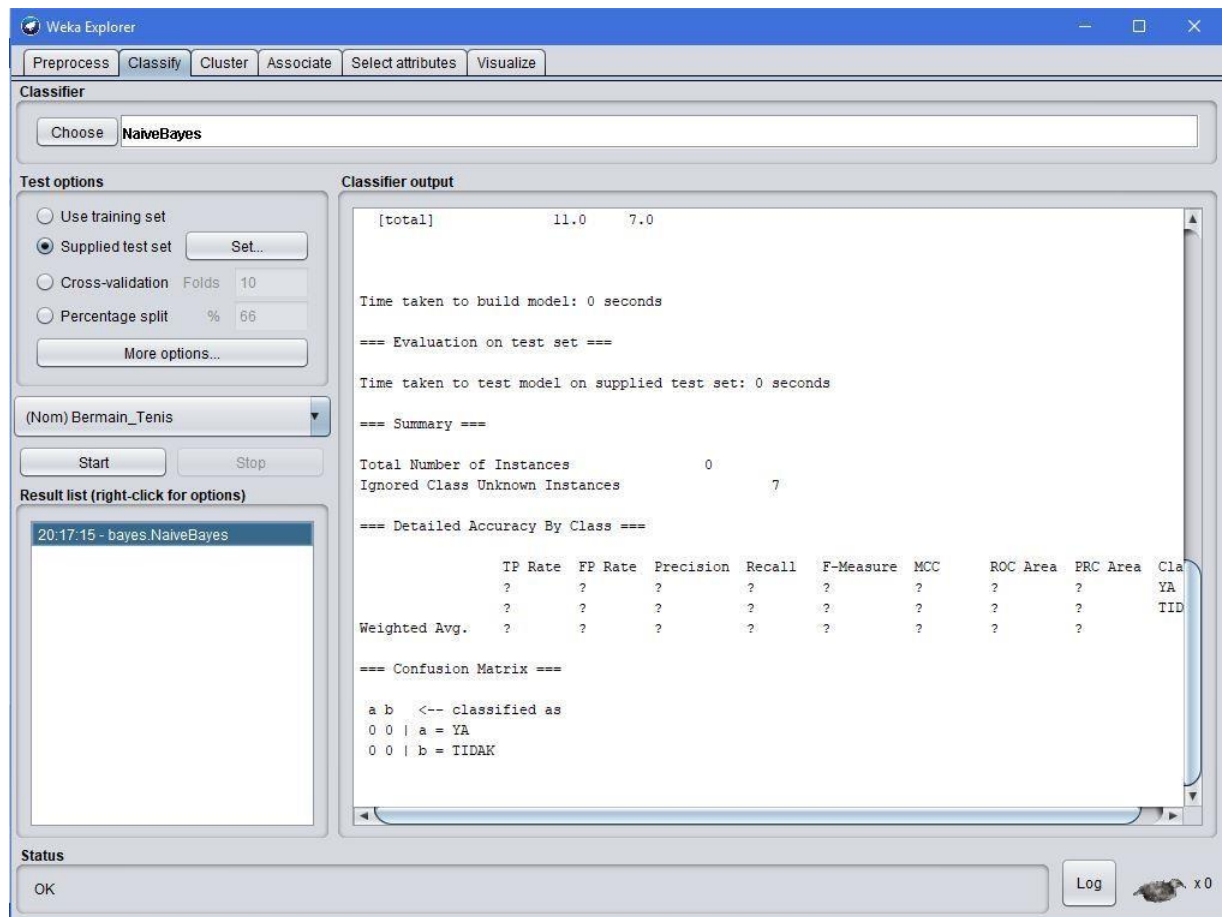 Weka Explorer
Preprocess Classify Cluster Associate Select attributes Visualize
Classifier
Choose NaiveBayes
Test options
Use training set
Supplied test set Set...
Cross-validation Folds 10
Percentage split % 66
More options...
(Nom) Bermain_Tenis
Start Stop
Result list (right-click for options)
20:17:15 - bayes.NaiveBayes
Classifier output
[total] 11.0 7.0
Time taken to build model: 0 seconds
=== Evaluation on test set ===
Time taken to test model on supplied test set: 0 seconds
=== Summary ===
Total Number of Instances 0
Ignored Class Unknown Instances 7
=== Detailed Accuracy By Class ===
TP Rate FP Rate Precision Recall F-Measure MCC ROC Area PRC Area Cla
? ? ? ? ? ? ? ? YA
? ? ? ? ? ? ? ? TID
Weighted Avg. ? ? ? ? ? ? ? ?
=== Confusion Matrix ===
a b <-- classified as
0 0 | a = YA
0 0 | b = TIDAK
Status
OK
Log x 0